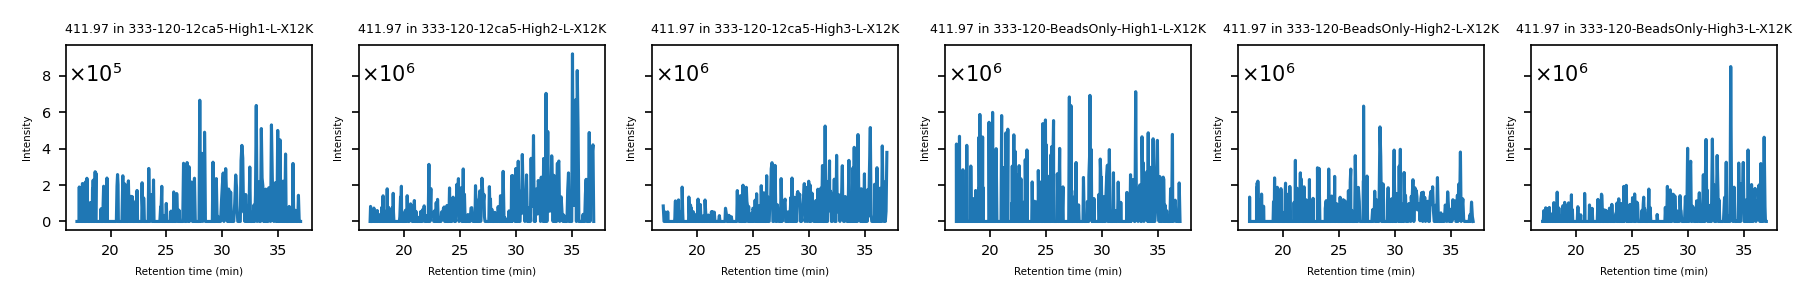 411.97 in 333-120-12ca5-High1-L-X12K
×10⁵
Intensity
8
6
4
2
0
20 25 30 35
Retention time (min)
411.97 in 333-120-12ca5-High2-L-X12K
×10⁶
Intensity
20 25 30 35
Retention time (min)
411.97 in 333-120-12ca5-High3-L-X12K
×10⁶
Intensity
20 25 30 35
Retention time (min)
411.97 in 333-120-BeadsOnly-High1-L-X12K
×10⁶
Intensity
20 25 30 35
Retention time (min)
411.97 in 333-120-BeadsOnly-High2-L-X12K
×10⁶
Intensity
20 25 30 35
Retention time (min)
411.97 in 333-120-BeadsOnly-High3-L-X12K
×10⁶
Intensity
20 25 30 35
Retention time (min)